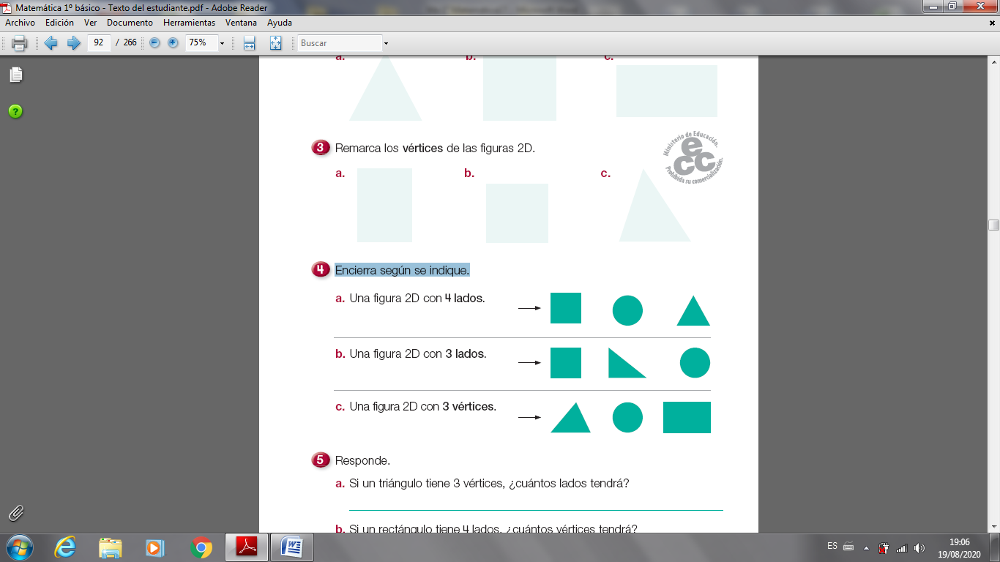 Matemática 1º básico - Texto del estudiante.pdf - Adobe Reader
Archivo Edición Ver Documento Herramientas Ventana Ayuda
92 / 266 75% Buscar
a. b. c.
3 Remarca los vértices de las figuras 2D.
Ministerio de Educación.
ecc
Prohibida su comercialización.
a. b. c.
4 Encierra según se indique.
a. Una figura 2D con 4 lados.
b. Una figura 2D con 3 lados.
c. Una figura 2D con 3 vértices.
5 Responde.
a. Si un triángulo tiene 3 vértices, ¿cuántos lados tendrá?
b. Si un rectángulo tiene 4 lados, ¿cuántos vértices tendrá?
ES 19:06
19/08/2020